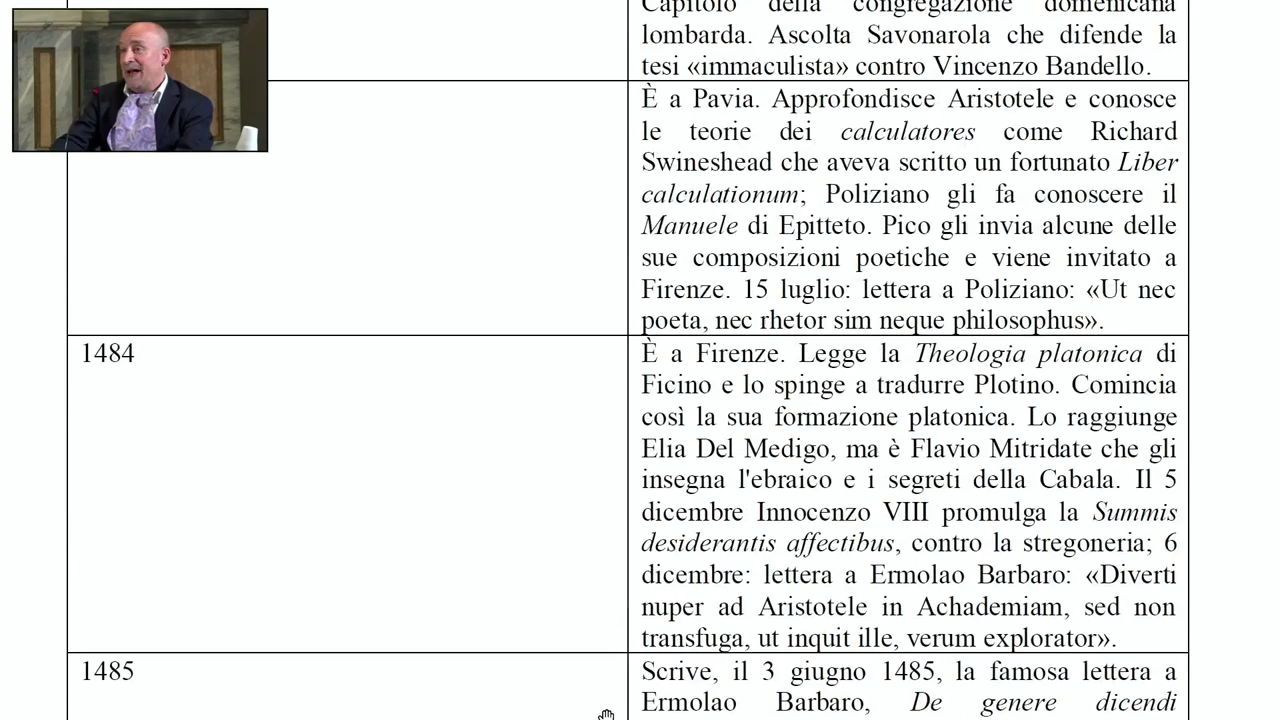 Capitolo della congregazione domenicana
lombarda. Ascolta Savonarola che difende la
tesi «immaculista» contro Vincenzo Bandello.
È a Pavia. Approfondisce Aristotele e conosce
le teorie dei calculatores come Richard
Swineshead che aveva scritto un fortunato Liber
calculationum; Poliziano gli fa conoscere il
Manuele di Epitteto. Pico gli invia alcune delle
sue composizioni poetiche e viene invitato a
Firenze. 15 luglio: lettera a Poliziano: «Ut nec
poeta, nec rhetor sim neque philosophus».
1484
È a Firenze. Legge la Theologia platonica di
Ficino e lo spinge a tradurre Plotino. Comincia
così la sua formazione platonica. Lo raggiunge
Elia Del Medigo, ma è Flavio Mitridate che gli
insegna l'ebraico e i segreti della Cabala. Il 5
dicembre Innocenzo VIII promulga la Summis
desiderantis affectibus, contro la stregoneria; 6
dicembre: lettera a Ermolao Barbaro: «Diverti
nuper ad Aristotele in Achademiam, sed non
transfuga, ut inquit ille, verum explorator».
1485
Scrive, il 3 giugno 1485, la famosa lettera a
Ermolao Barbaro, De genere dicendi